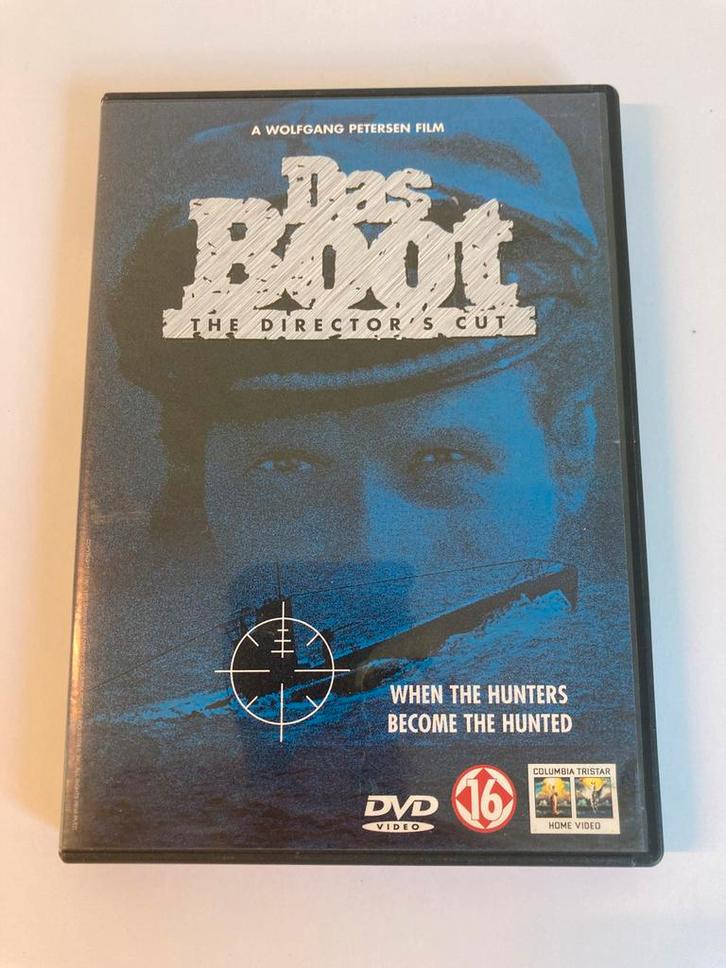 A WOLFGANG PETERSEN FILM
Das
Boot
THE DIRECTOR'S CUT
WHEN THE HUNTERS
BECOME THE HUNTED
DVD
VIDEO
16
COLUMBIA TRISTAR
HOME VIDEO